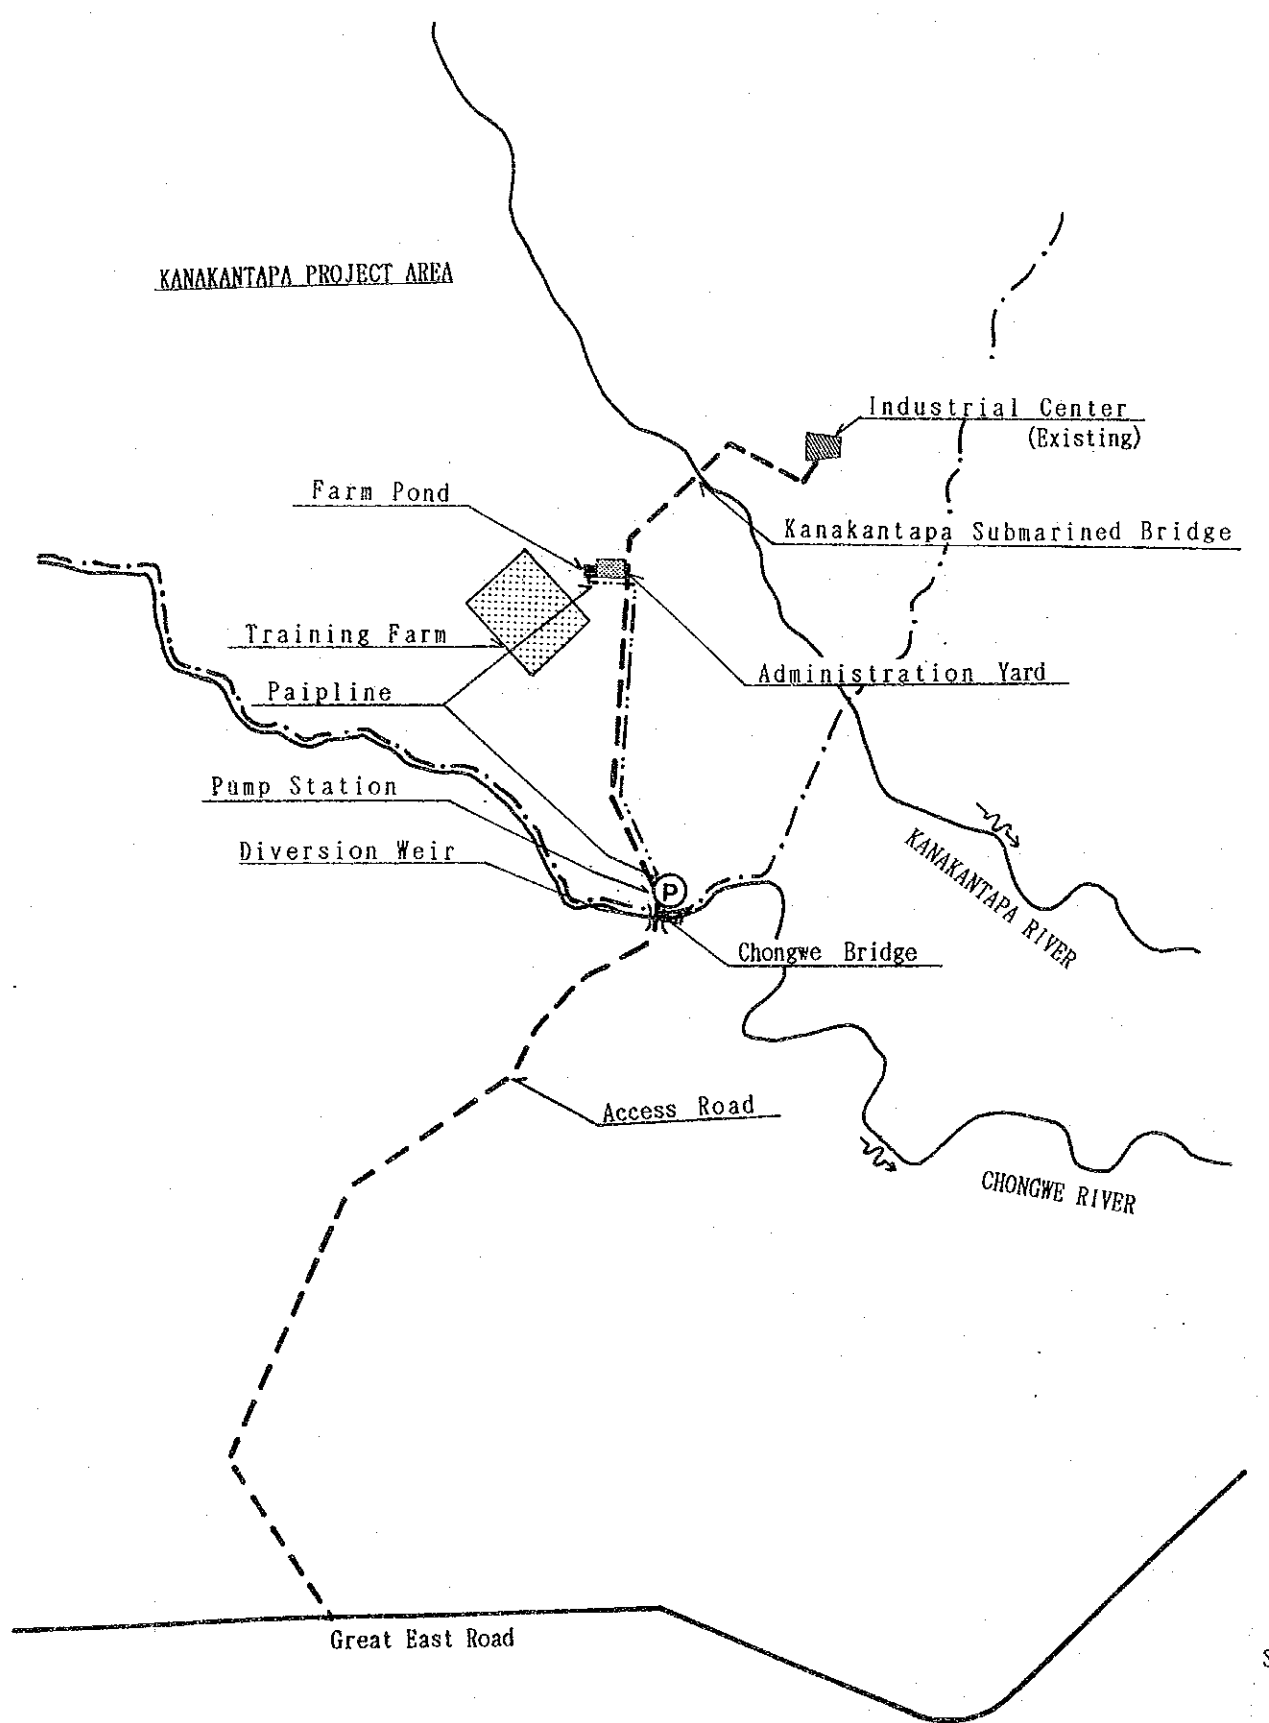 KANAKANTAPA PROJECT AREA
Industrial Center
(Existing)
Farm Pond
Kanakantapa Submarined Bridge
Training Farm
Administration Yard
Paipline
Pump Station
Diversion Weir
P
KANAKANTAPA RIVER
Chongwe Bridge
Access Road
CHONGWE RIVER
Great East Road
S